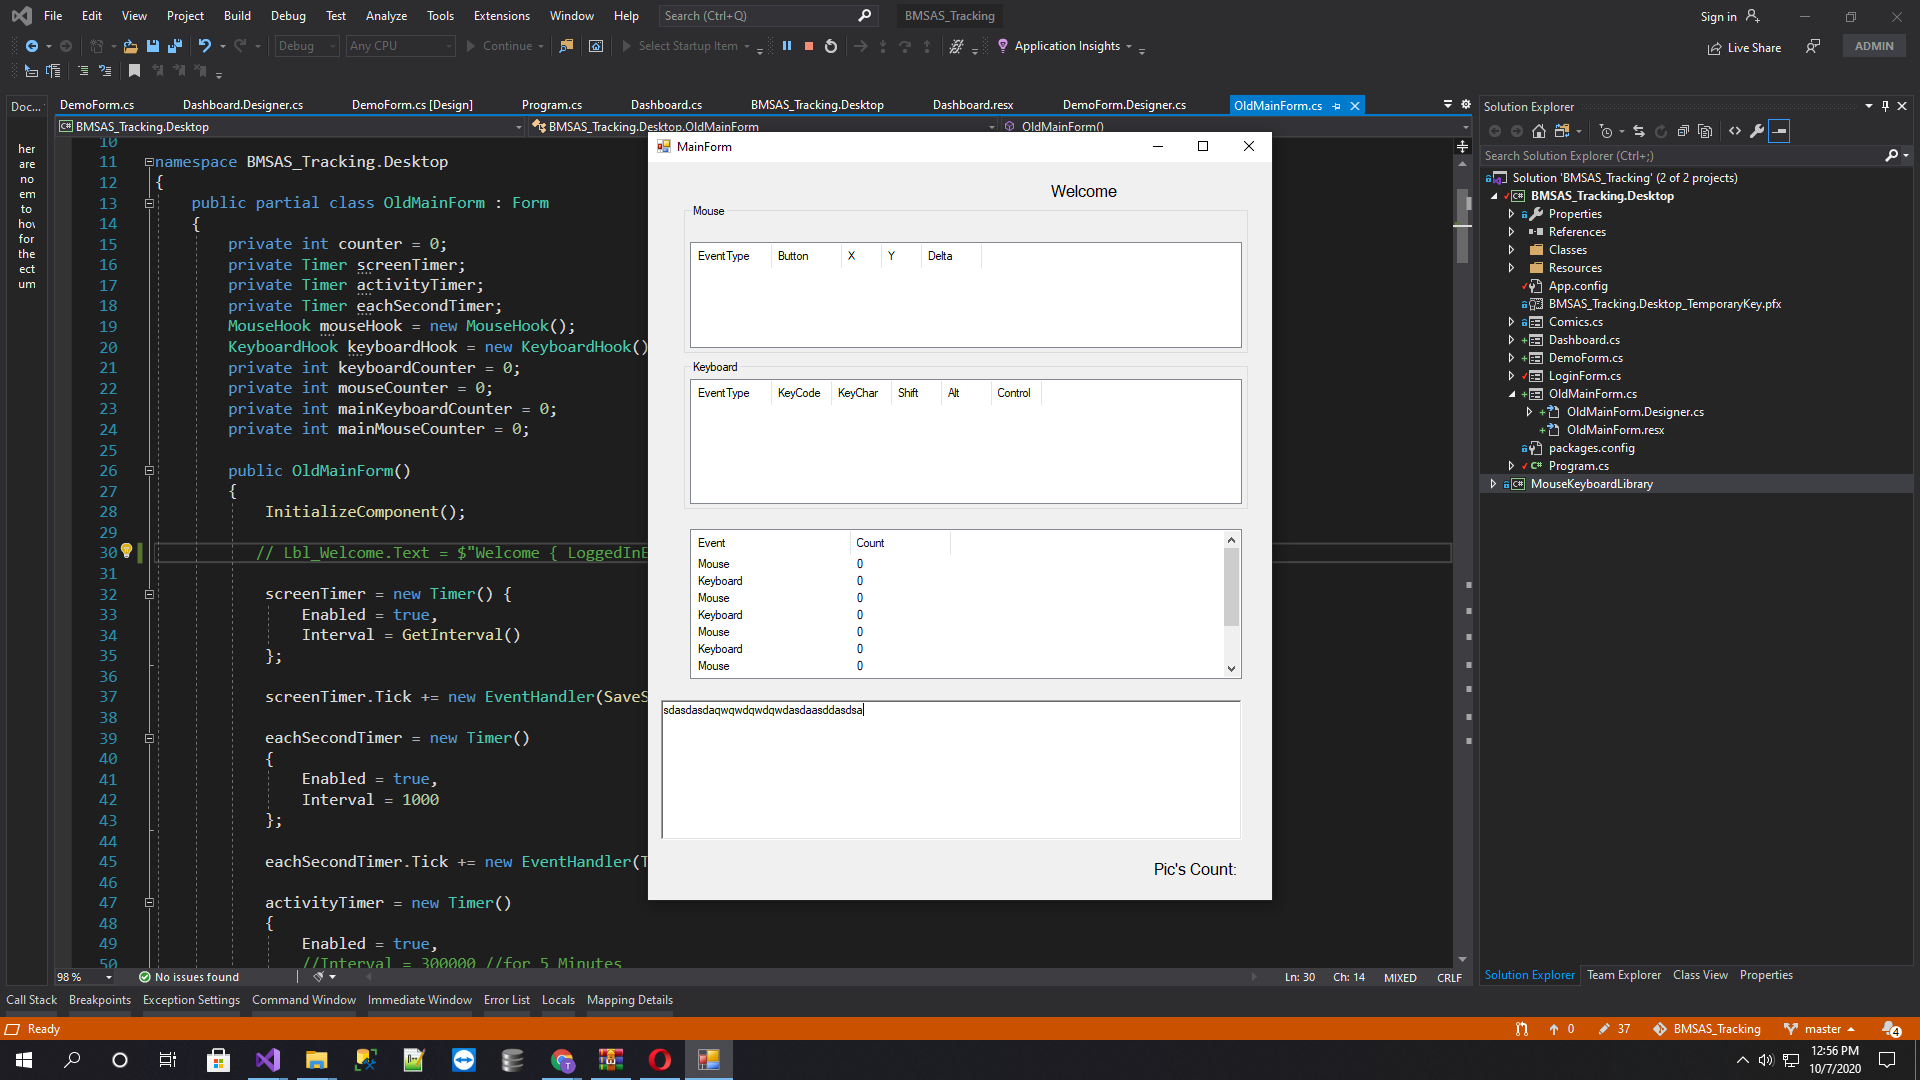 File Edit View Project Build Debug Test Analyze Tools Extensions Window Help Search (Ctrl+Q) BMSAS_Tracking Sign in
Debug Any CPU Continue Select Startup Item Application Insights Live Share ADMIN
Doc...
her
are
no
em
to
for
the
ect
um
DemoForm.cs Dashboard.Designer.cs DemoForm.cs [Design] Program.cs Dashboard.cs BMSAS_Tracking.Desktop Dashboard.resx DemoForm.Designer.cs OldMainForm.cs
BMSAS_Tracking.Desktop BMSAS_Tracking.Desktop.OldMainForm OldMainForm()
10
11 namespace BMSAS_Tracking.Desktop
12 {
13 public partial class OldMainForm : Form
14 {
15 private int counter = 0;
16 private Timer screenTimer;
17 private Timer activityTimer;
18 private Timer eachSecondTimer;
19 MouseHook mouseHook = new MouseHook();
20 KeyboardHook keyboardHook = new KeyboardHook()
21 private int keyboardCounter = 0;
22 private int mouseCounter = 0;
23 private int mainKeyboardCounter = 0;
24 private int mainMouseCounter = 0;
25
26 public OldMainForm()
27 {
28 InitializeComponent();
29
30 // Lbl_Welcome.Text = $"Welcome { LoggedInE
31
32 screenTimer = new Timer() {
33 Enabled = true,
34 Interval = GetInterval()
35 };
36
37 screenTimer.Tick += new EventHandler(SaveS
38
39 eachSecondTimer = new Timer()
40 {
41 Enabled = true,
42 Interval = 1000
43 };
44
45 eachSecondTimer.Tick += new EventHandler(T
46
47 activityTimer = new Timer()
48 {
49 Enabled = true,
50 //Interval = 300000 //for 5 Minutes
MainForm
Welcome
Mouse
EventType Button X Y Delta
Keyboard
EventType KeyCode KeyChar Shift Alt Control
Event Count
Mouse 0
Keyboard 0
Mouse 0
Keyboard 0
Mouse 0
Keyboard 0
Mouse 0
sdasdasdaqwqwdqwdqwdasdaasddasdsa
Pic's Count:
Solution Explorer
Search Solution Explorer (Ctrl+;)
Solution 'BMSAS_Tracking' (2 of 2 projects)
BMSAS_Tracking.Desktop
Properties
References
Classes
Resources
App.config
BMSAS_Tracking.Desktop_TemporaryKey.pfx
Comics.cs
Dashboard.cs
DemoForm.cs
LoginForm.cs
OldMainForm.cs
OldMainForm.Designer.cs
OldMainForm.resx
packages.config
Program.cs
MouseKeyboardLibrary
98 % No issues found Ln: 30 Ch: 14 MIXED CRLF
Solution Explorer Team Explorer Class View Properties
Call Stack Breakpoints Exception Settings Command Window Immediate Window Error List Locals Mapping Details
Ready 0 37 BMSAS_Tracking master 4
12:56 PM
10/7/2020